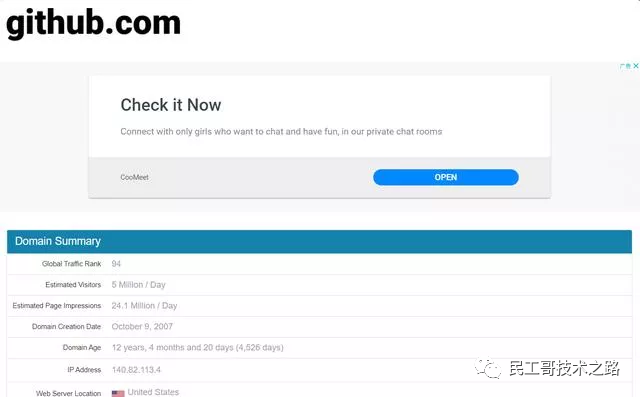 github.com
广告
Check it Now
Connect with only girls who want to chat and have fun, in our private chat rooms
CooMeet
OPEN
Domain Summary
Global Traffic Rank 94
Estimated Visitors 5 Million / Day
Estimated Page Impressions 24.1 Million / Day
Domain Creation Date October 9, 2007
Domain Age 12 years, 4 months and 20 days (4,526 days)
IP Address 140.82.113.4
Web Server Location United States
民工哥技术之路